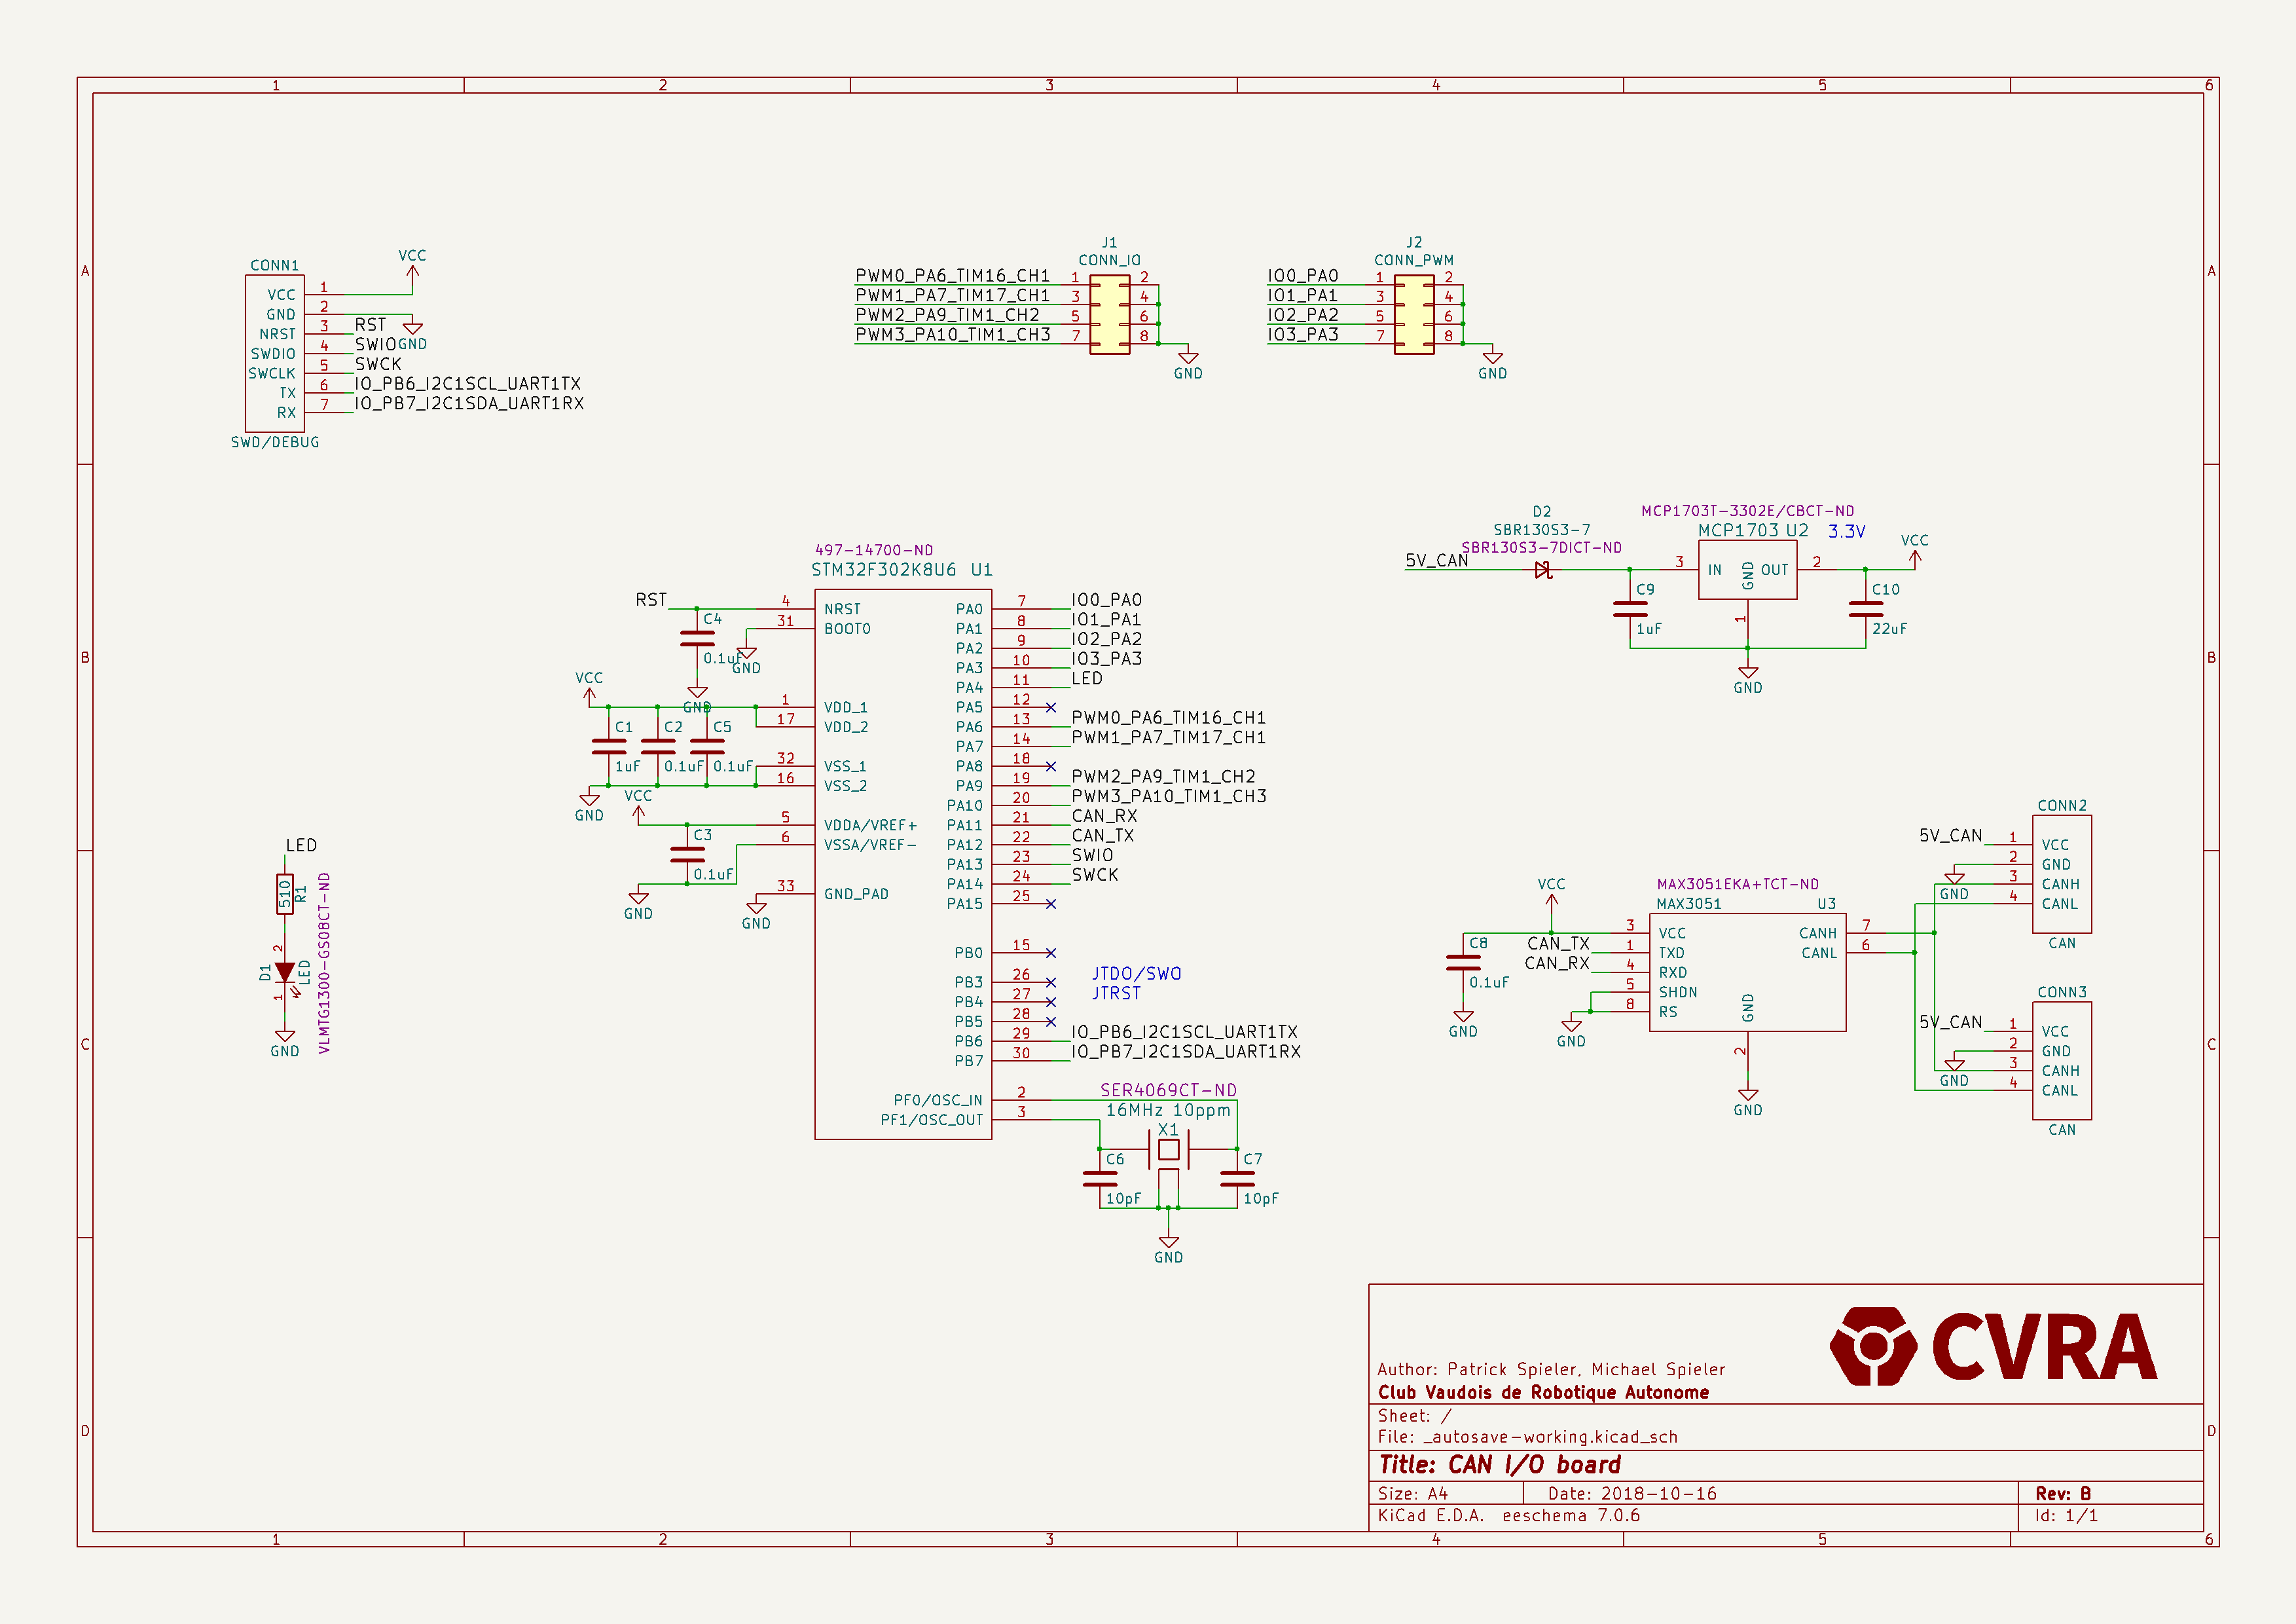 1 2 3 4 5 6
A
B
C
D
A
B
C
D
1 2 3 4 5 6
CONN1
VCC 1
GND 2
NRST 3 RST
SWDIO 4 SWIO
SWCLK 5 SWCK
TX 6 IO_PB6_I2C1SCL_UART1TX
RX 7 IO_PB7_I2C1SDA_UART1RX
SWD/DEBUG
VCC
GND
J1
CONN_IO
PWM0_PA6_TIM16_CH1 1 2
PWM1_PA7_TIM17_CH1 3 4
PWM2_PA9_TIM1_CH2 5 6
PWM3_PA10_TIM1_CH3 7 8
GND
J2
CONN_PWM
IO0_PA0 1 2
IO1_PA1 3 4
IO2_PA2 5 6
IO3_PA3 7 8
GND
D2
SBR130S3-7
SBR130S3-7DICT-ND
5V_CAN
MCP1703T-3302E/CBCT-ND
MCP1703 U2 3.3V
3 IN GND OUT 2
1
VCC
C9
1uF
C10
22uF
GND
497-14700-ND
STM32F302K8U6 U1
RST 4 NRST
31 BOOT0
C4
0.1uF
GND
GND
VCC
1 VDD_1
17 VDD_2
C1
1uF
C2
0.1uF
C5
0.1uF
32 VSS_1
16 VSS_2
GND
VCC
5 VDDA/VREF+
6 VSSA/VREF-
C3
0.1uF
GND
33 GND_PAD
GND
PA0 7 IO0_PA0
PA1 8 IO1_PA1
PA2 9 IO2_PA2
PA3 10 IO3_PA3
PA4 11 LED
PA5 12
PA6 13 PWM0_PA6_TIM16_CH1
PA7 14 PWM1_PA7_TIM17_CH1
PA8 18
PA9 19 PWM2_PA9_TIM1_CH2
PA10 20 PWM3_PA10_TIM1_CH3
PA11 21 CAN_RX
PA12 22 CAN_TX
PA13 23 SWIO
PA14 24 SWCK
PA15 25
PB0 15
PB3 26 JTDO/SWO
PB4 27 JTRST
PB5 28
PB6 29 IO_PB6_I2C1SCL_UART1TX
PB7 30 IO_PB7_I2C1SDA_UART1RX
PF0/OSC_IN 2
PF1/OSC_OUT 3
SER4069CT-ND
16MHz 10ppm
X1
C6
10pF
C7
10pF
GND
LED
510
R1
2
D1
LED
1
VLMTG1300-GS08CT-ND
GND
VCC
MAX3051EKA+TCT-ND
MAX3051 U3
3 VCC
CAN_TX 1 TXD
CAN_RX 4 RXD
5 SHDN
8 RS
CANH 7
CANL 6
GND
2
GND
C8
0.1uF
GND
GND
CONN2
5V_CAN 1 VCC
2 GND
3 CANH
4 CANL
GND
CAN
CONN3
5V_CAN 1 VCC
2 GND
3 CANH
4 CANL
GND
CAN
CVRA
Author: Patrick Spieler, Michael Spieler
Club Vaudois de Robotique Autonome
Sheet: /
File: _autosave-working.kicad_sch
Title: CAN I/O board
Size: A4 Date: 2018-10-16 Rev: B
KiCad E.D.A. eeschema 7.0.6 Id: 1/1